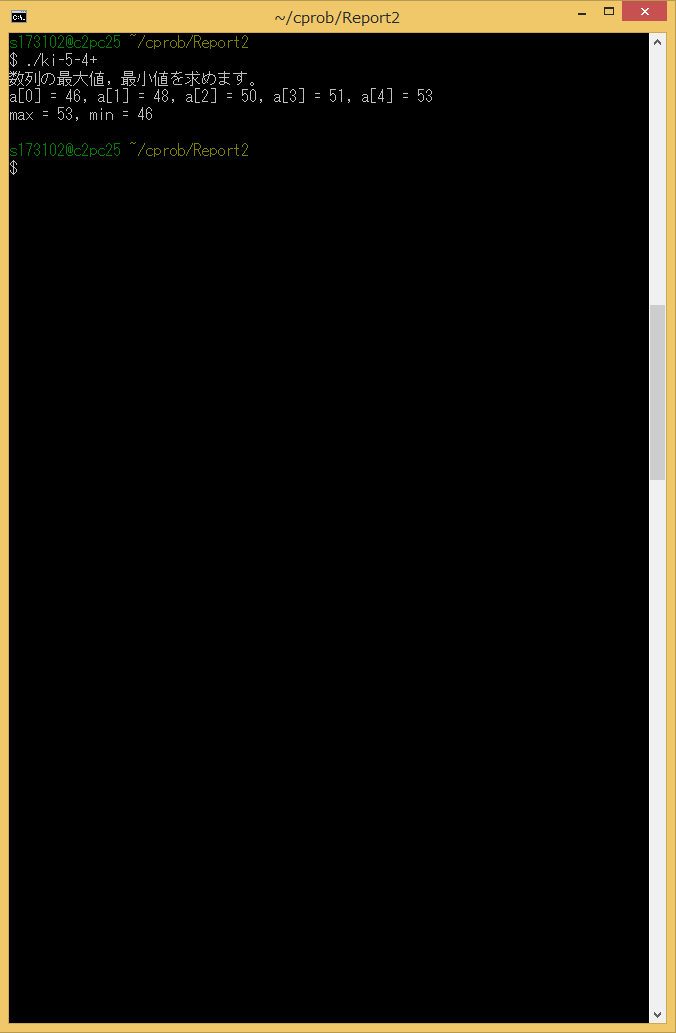 ~/cprob/Report2
s173102@c2pc25 ~/cprob/Report2
$ ./ki-5-4+
数列の最大値，最小値を求めます。
a[0] = 46, a[1] = 48, a[2] = 50, a[3] = 51, a[4] = 53
max = 53, min = 46
s173102@c2pc25 ~/cprob/Report2
$